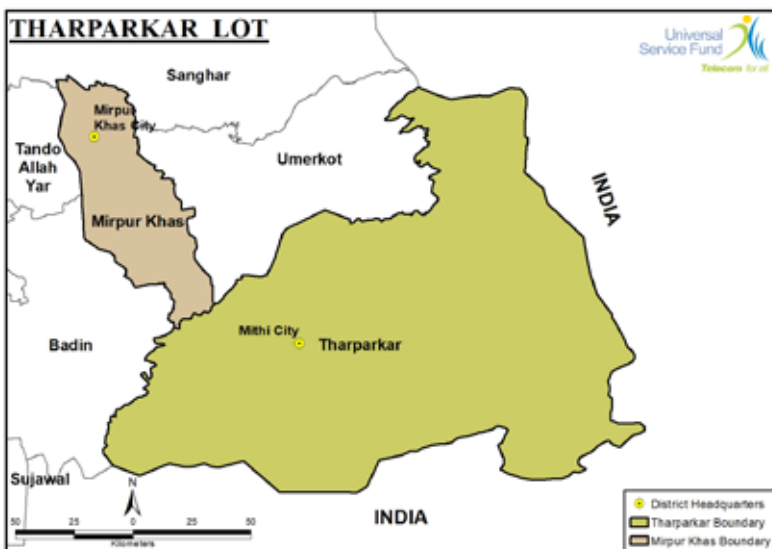 THARPARKAR LOT
Universal
Service Fund
Telecom for all
Sanghar
Mirpur
Khas City
Tando
Allah
Yar
Umerkot
INDIA
Mirpur Khas
Mithi City
Tharparkar
Badin
Sujawal
N
INDIA
50 25 0 50
Kilometers
District Headquarters
Tharparkar Boundary
Mirpur Khas Boundary